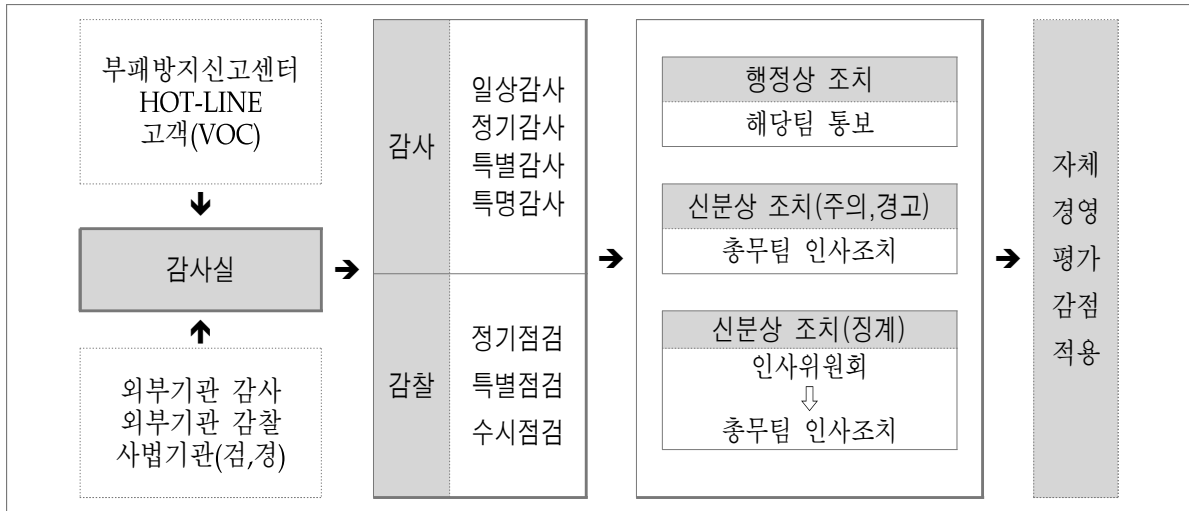 부패방지신고센터
HOT-LINE
고객(VOC)
감사실
외부기관 감사
외부기관 감찰
사법기관(검,경)
감사
일상감사
정기감사
특별감사
특명감사
감찰
정기점검
특별점검
수시점검
행정상 조치
해당팀 통보
신분상 조치(주의,경고)
총무팀 인사조치
신분상 조치(징계)
인사위원회
총무팀 인사조치
자체
경영
평가
감점
적용